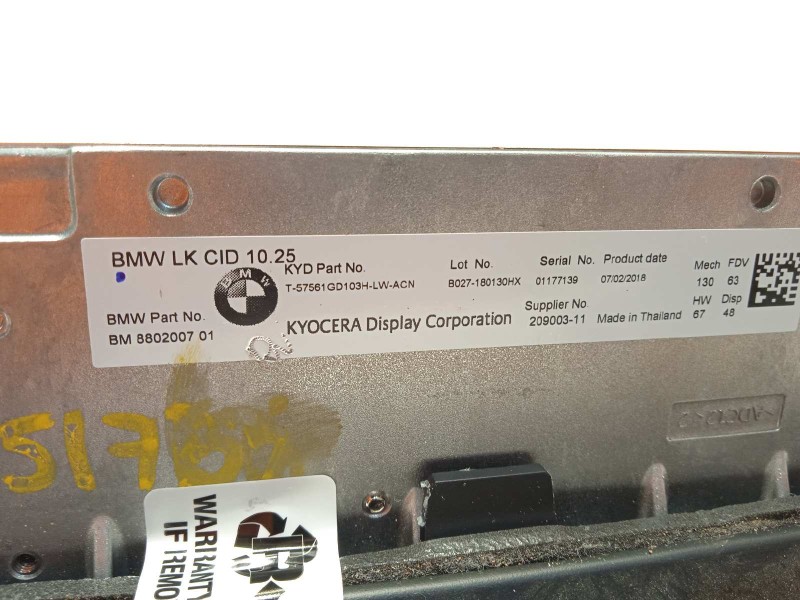 BMW LK CID 10.25
BMW Part No.
BM 8802007 01
BMW
KYD Part No.
T-57561GD103H-LW-ACN
KYOCERA Display Corporation
Lot No.
B027-180130HX
Serial No.
01177139
Product date
07/02/2018
Supplier No.
209003-11
Made in Thailand
Mech FDV
130 63
HW Disp
67 48
>ADC12<
WARRANTY
IF REMO